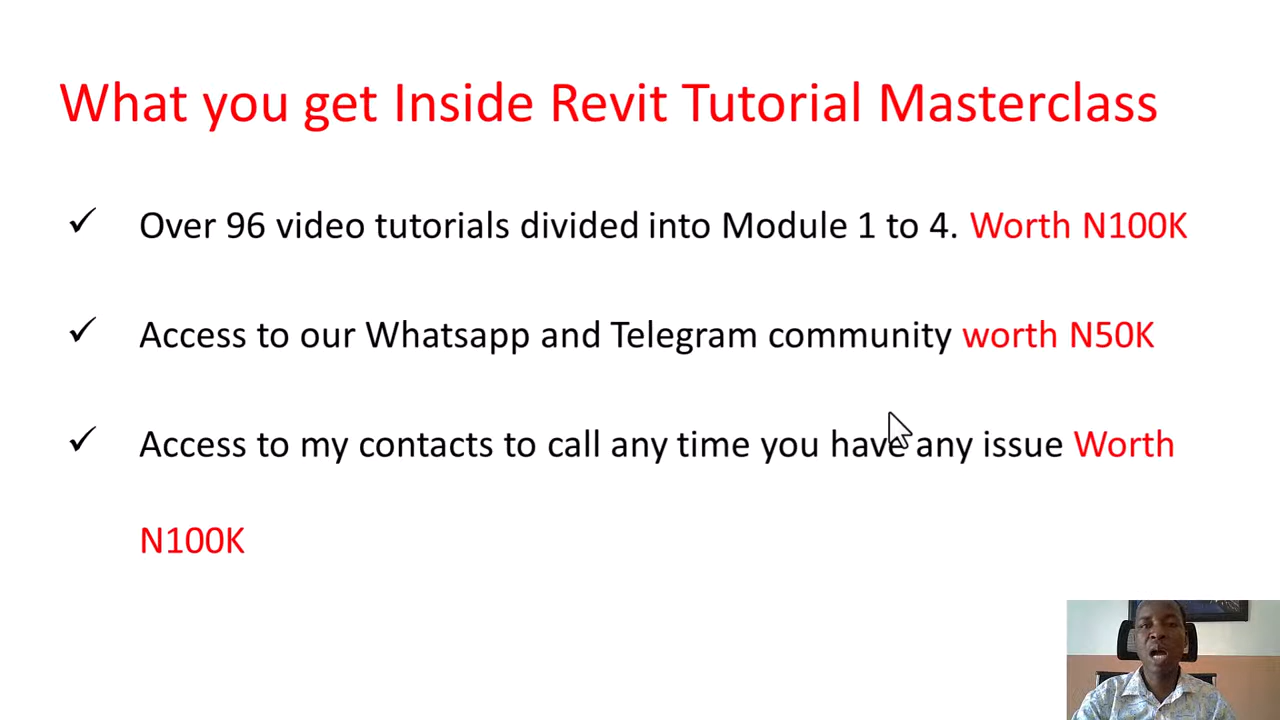 What you get Inside Revit Tutorial Masterclass
✓ Over 96 video tutorials divided into Module 1 to 4. Worth N100K
✓ Access to our Whatsapp and Telegram community worth N50K
✓ Access to my contacts to call any time you have any issue Worth
N100K